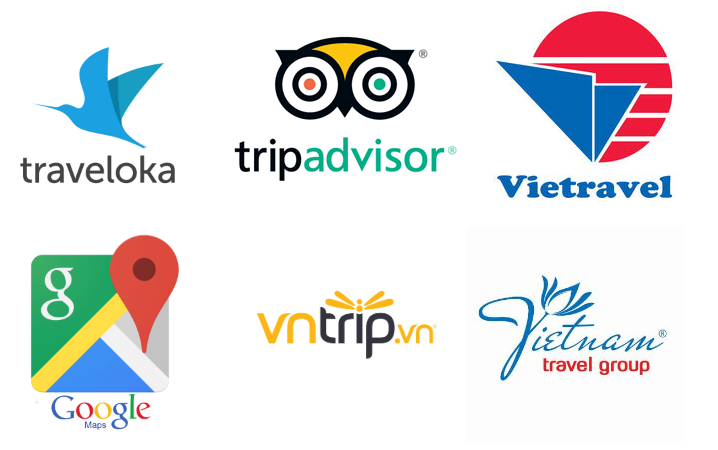 traveloka
®
tripadvisor®
Vietravel
g
Google
Maps
vntrip.vn®
Vietnam®
travel group